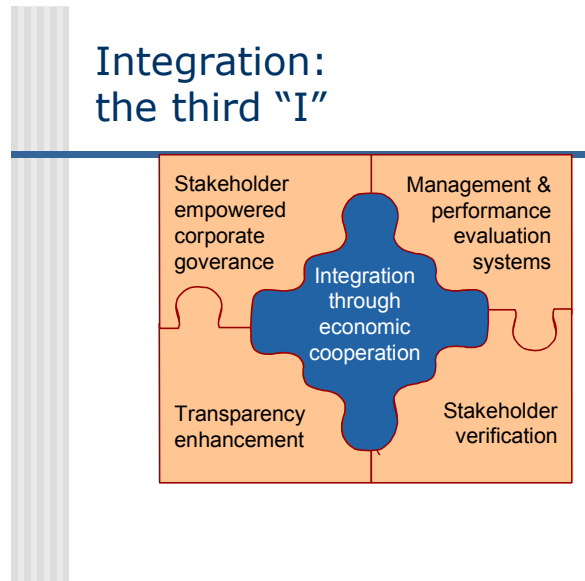 Integration:
the third “I”
Stakeholder
empowered
corporate
goverance
Management &
performance
evaluation
systems
Integration
through
economic
cooperation
Transparency
enhancement
Stakeholder
verification